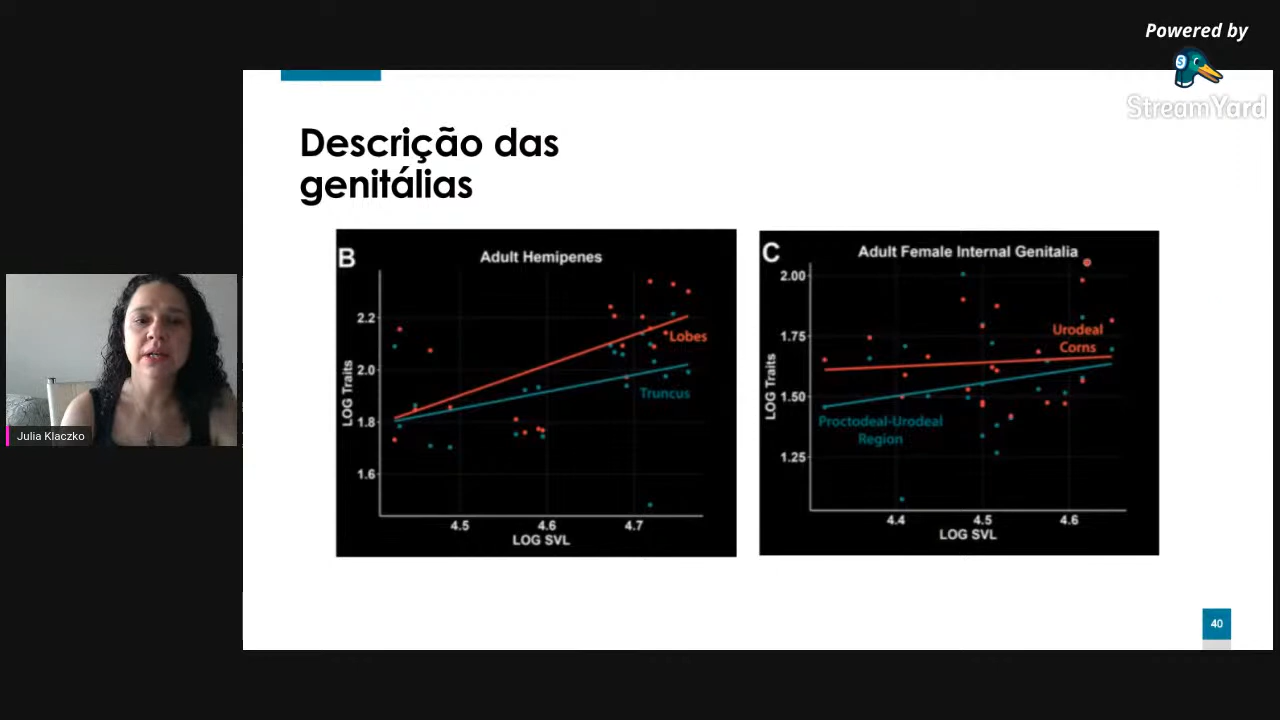 Powered by
StreamYard
Descrição das
genitálias
B
Adult Hemipenes
2.2
2.0
1.8
1.6
LOG Traits
Lobes
Truncus
4.5
4.6
4.7
LOG SVL
C
Adult Female Internal Genitalia
2.00
1.75
1.50
1.25
LOG Traits
Urodeal
Corns
Proctodeal-Urodeal
Region
4.4
4.5
4.6
LOG SVL
Julia Klaczko
40